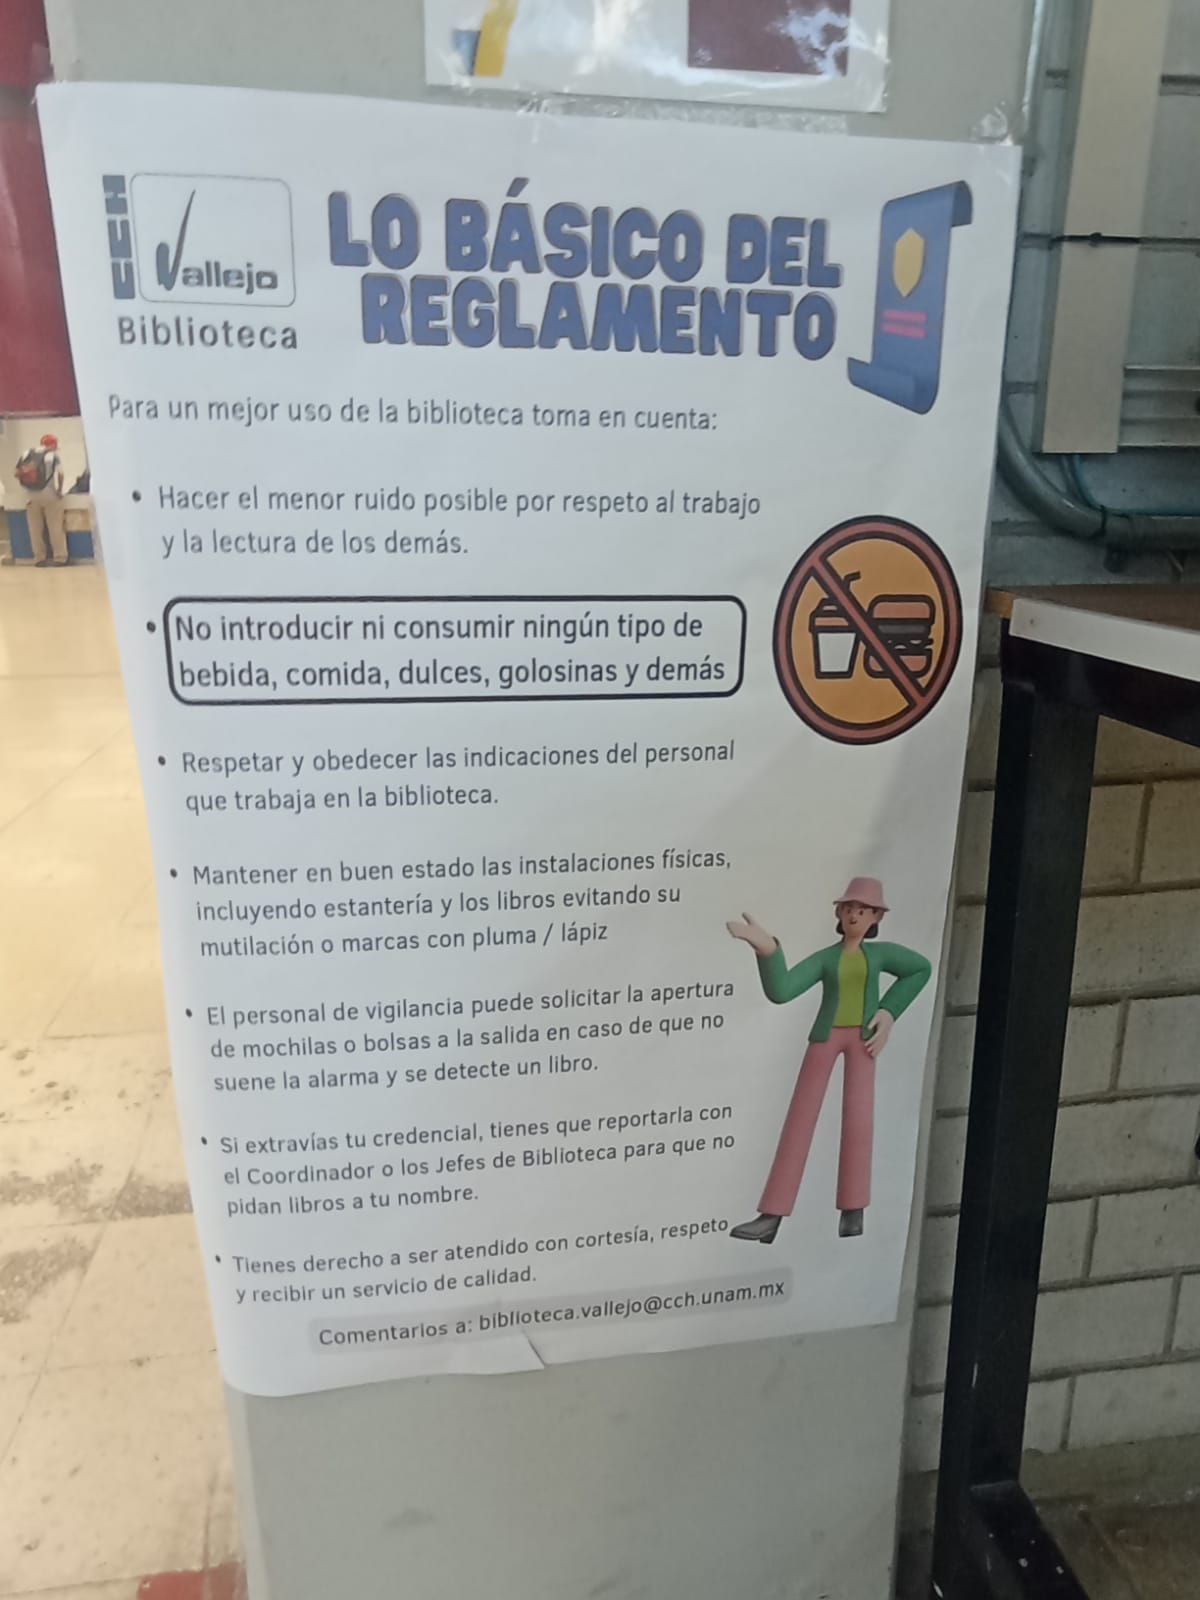 CCH
Vallejo
Biblioteca
LO BÁSICO DEL
REGLAMENTO
Para un mejor uso de la biblioteca toma en cuenta:
• Hacer el menor ruido posible por respeto al trabajo
y la lectura de los demás.
• No introducir ni consumir ningún tipo de
bebida, comida, dulces, golosinas y demás
• Respetar y obedecer las indicaciones del personal
que trabaja en la biblioteca.
• Mantener en buen estado las instalaciones físicas,
incluyendo estantería y los libros evitando su
mutilación o marcas con pluma / lápiz
• El personal de vigilancia puede solicitar la apertura
de mochilas o bolsas a la salida en caso de que no
suene la alarma y se detecte un libro.
• Si extravías tu credencial, tienes que reportarla con
el Coordinador o los Jefes de Biblioteca para que no
pidan libros a tu nombre.
• Tienes derecho a ser atendido con cortesía, respeto
y recibir un servicio de calidad.
Comentarios a: biblioteca.vallejo@cch.unam.mx